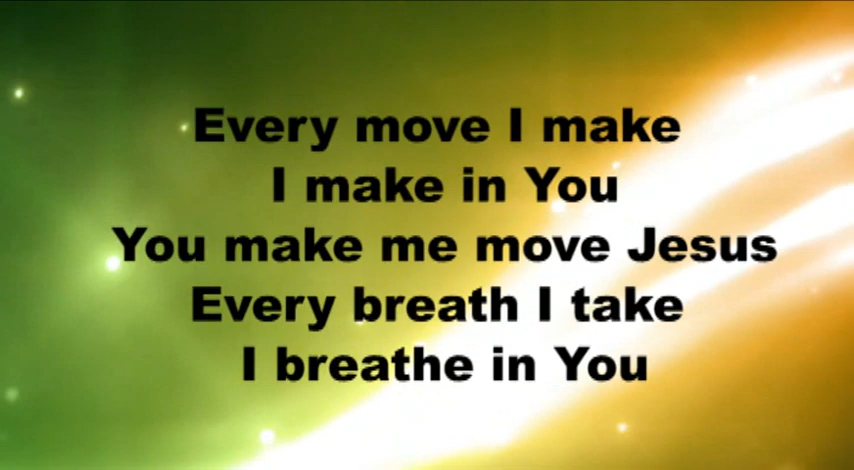 Every move I make
I make in You
You make me move Jesus
Every breath I take
I breathe in You